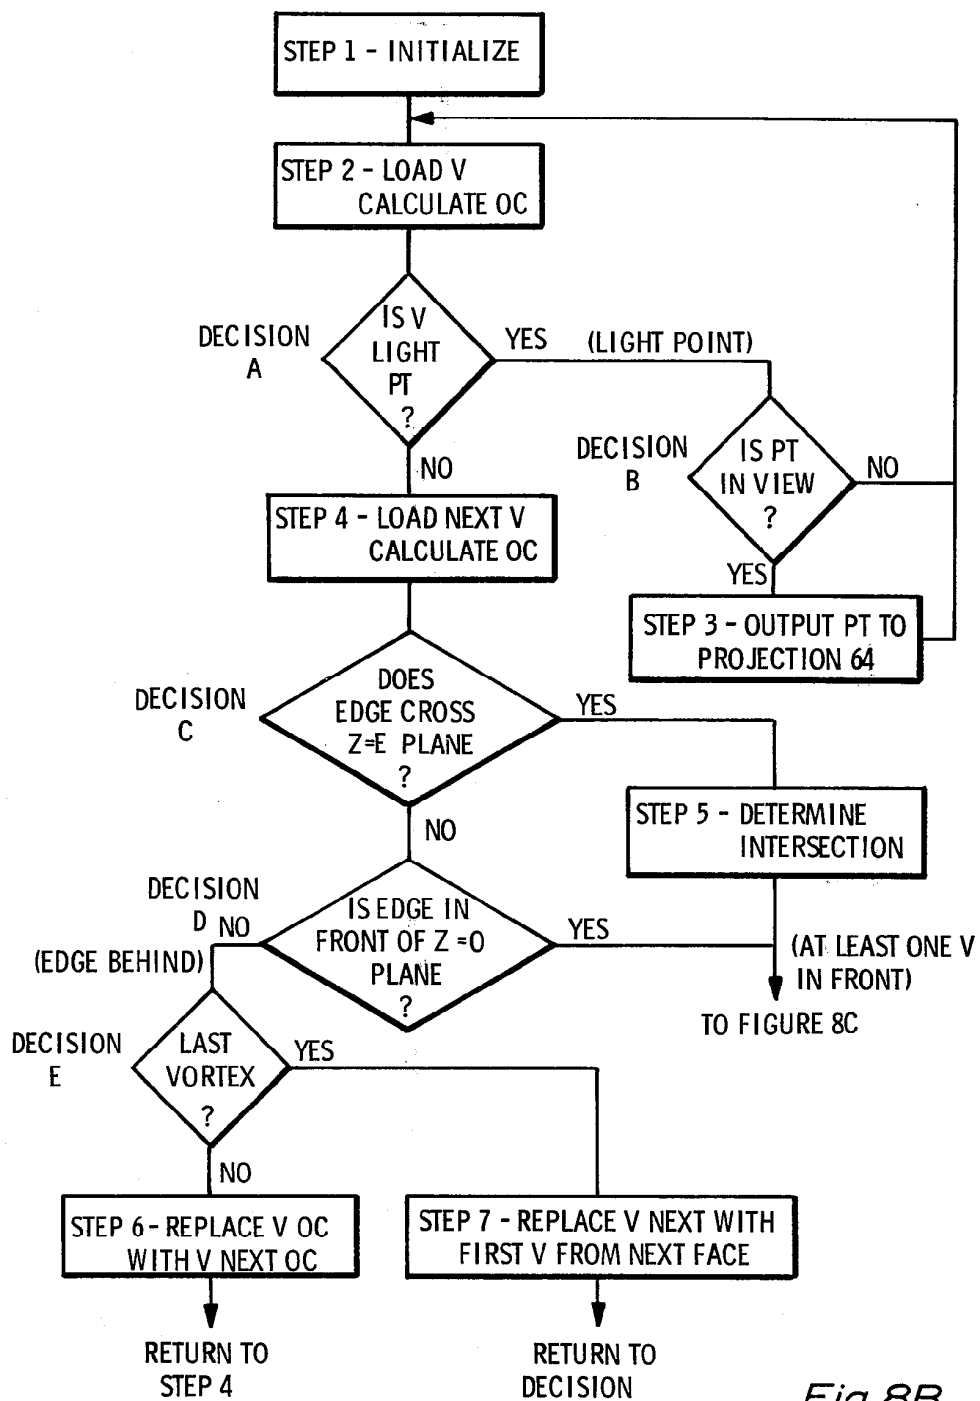 STEP 1 - INITIALIZE
STEP 2 - LOAD V
CALCULATE OC
DECISION
A
IS V
LIGHT
PT
?
YES
(LIGHT POINT)
NO
DECISION
B
IS PT
IN VIEW
?
NO
YES
STEP 3 - OUTPUT PT TO
PROJECTION 64
STEP 4 - LOAD NEXT V
CALCULATE OC
DECISION
C
DOES
EDGE CROSS
Z=E PLANE
?
YES
NO
STEP 5 - DETERMINE
INTERSECTION
DECISION
D
IS EDGE IN
FRONT OF Z =0
PLANE
?
NO
(EDGE BEHIND)
YES
(AT LEAST ONE V
IN FRONT)
TO FIGURE 8C
DECISION
E
LAST
VORTEX
?
YES
NO
STEP 6 - REPLACE V OC
WITH V NEXT OC
STEP 7 - REPLACE V NEXT WITH
FIRST V FROM NEXT FACE
RETURN TO
STEP 4
RETURN TO
DECISION
Fig 8B